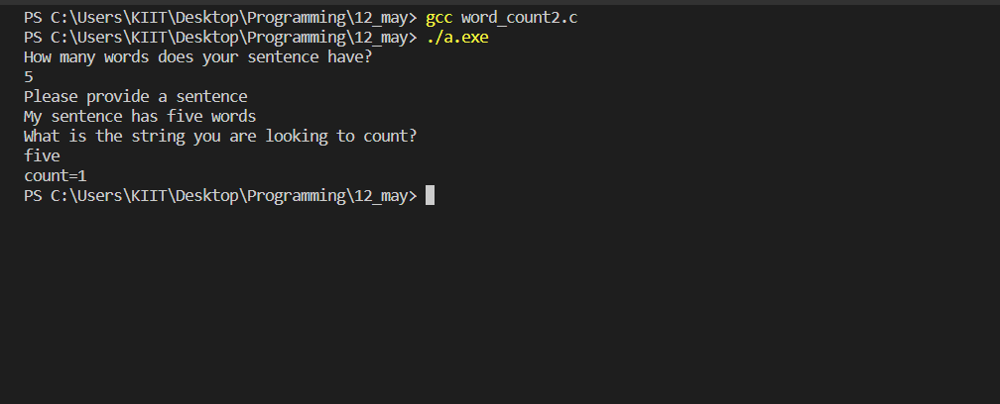 PS C:\Users\KIIT\Desktop\Programming\12_may> gcc word_count2.c
PS C:\Users\KIIT\Desktop\Programming\12_may> ./a.exe
How many words does your sentence have?
5
Please provide a sentence
My sentence has five words
What is the string you are looking to count?
five
count=1
PS C:\Users\KIIT\Desktop\Programming\12_may>